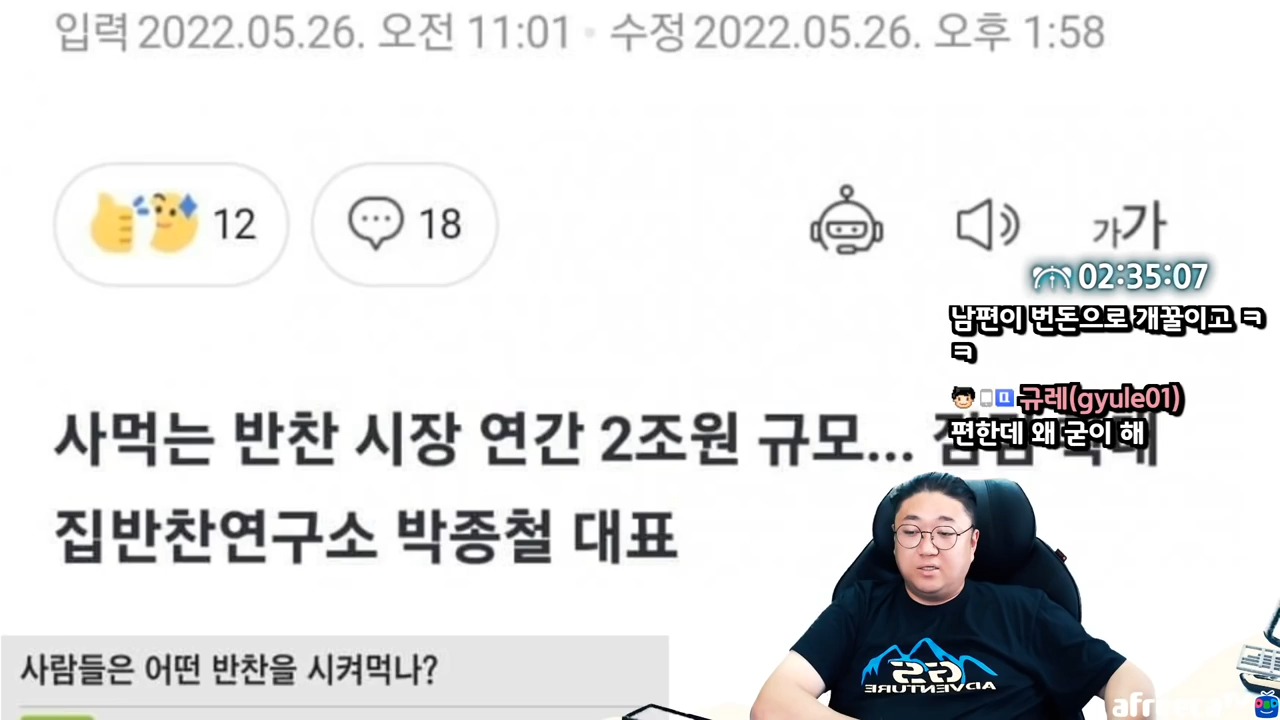 입력 2022.05.26. 오전 11:01 · 수정 2022.05.26. 오후 1:58
12
18
가가
02:35:07
남편이 번돈으로 개꿀이고 ㅋ
ㅋ
규레(gyule01)
편한데 왜 굳이 해
사먹는 반찬 시장 연간 2조원 규모...
집반찬연구소 박종철 대표
GS
ADVENTURE
사람들은 어떤 반찬을 시켜먹나?